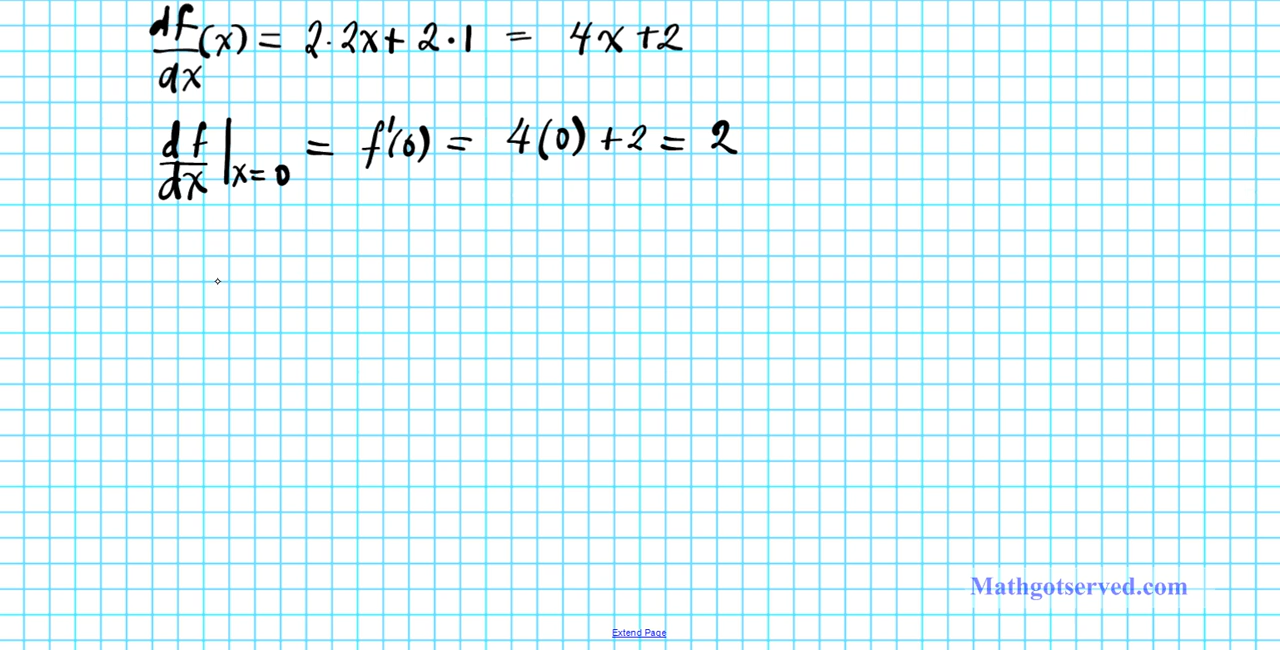 df/dx (x) = 2·2x + 2·1 = 4x + 2
df/dx |x=0 = f'(0) = 4(0) + 2 = 2
Mathgotserved.com
Extend Page